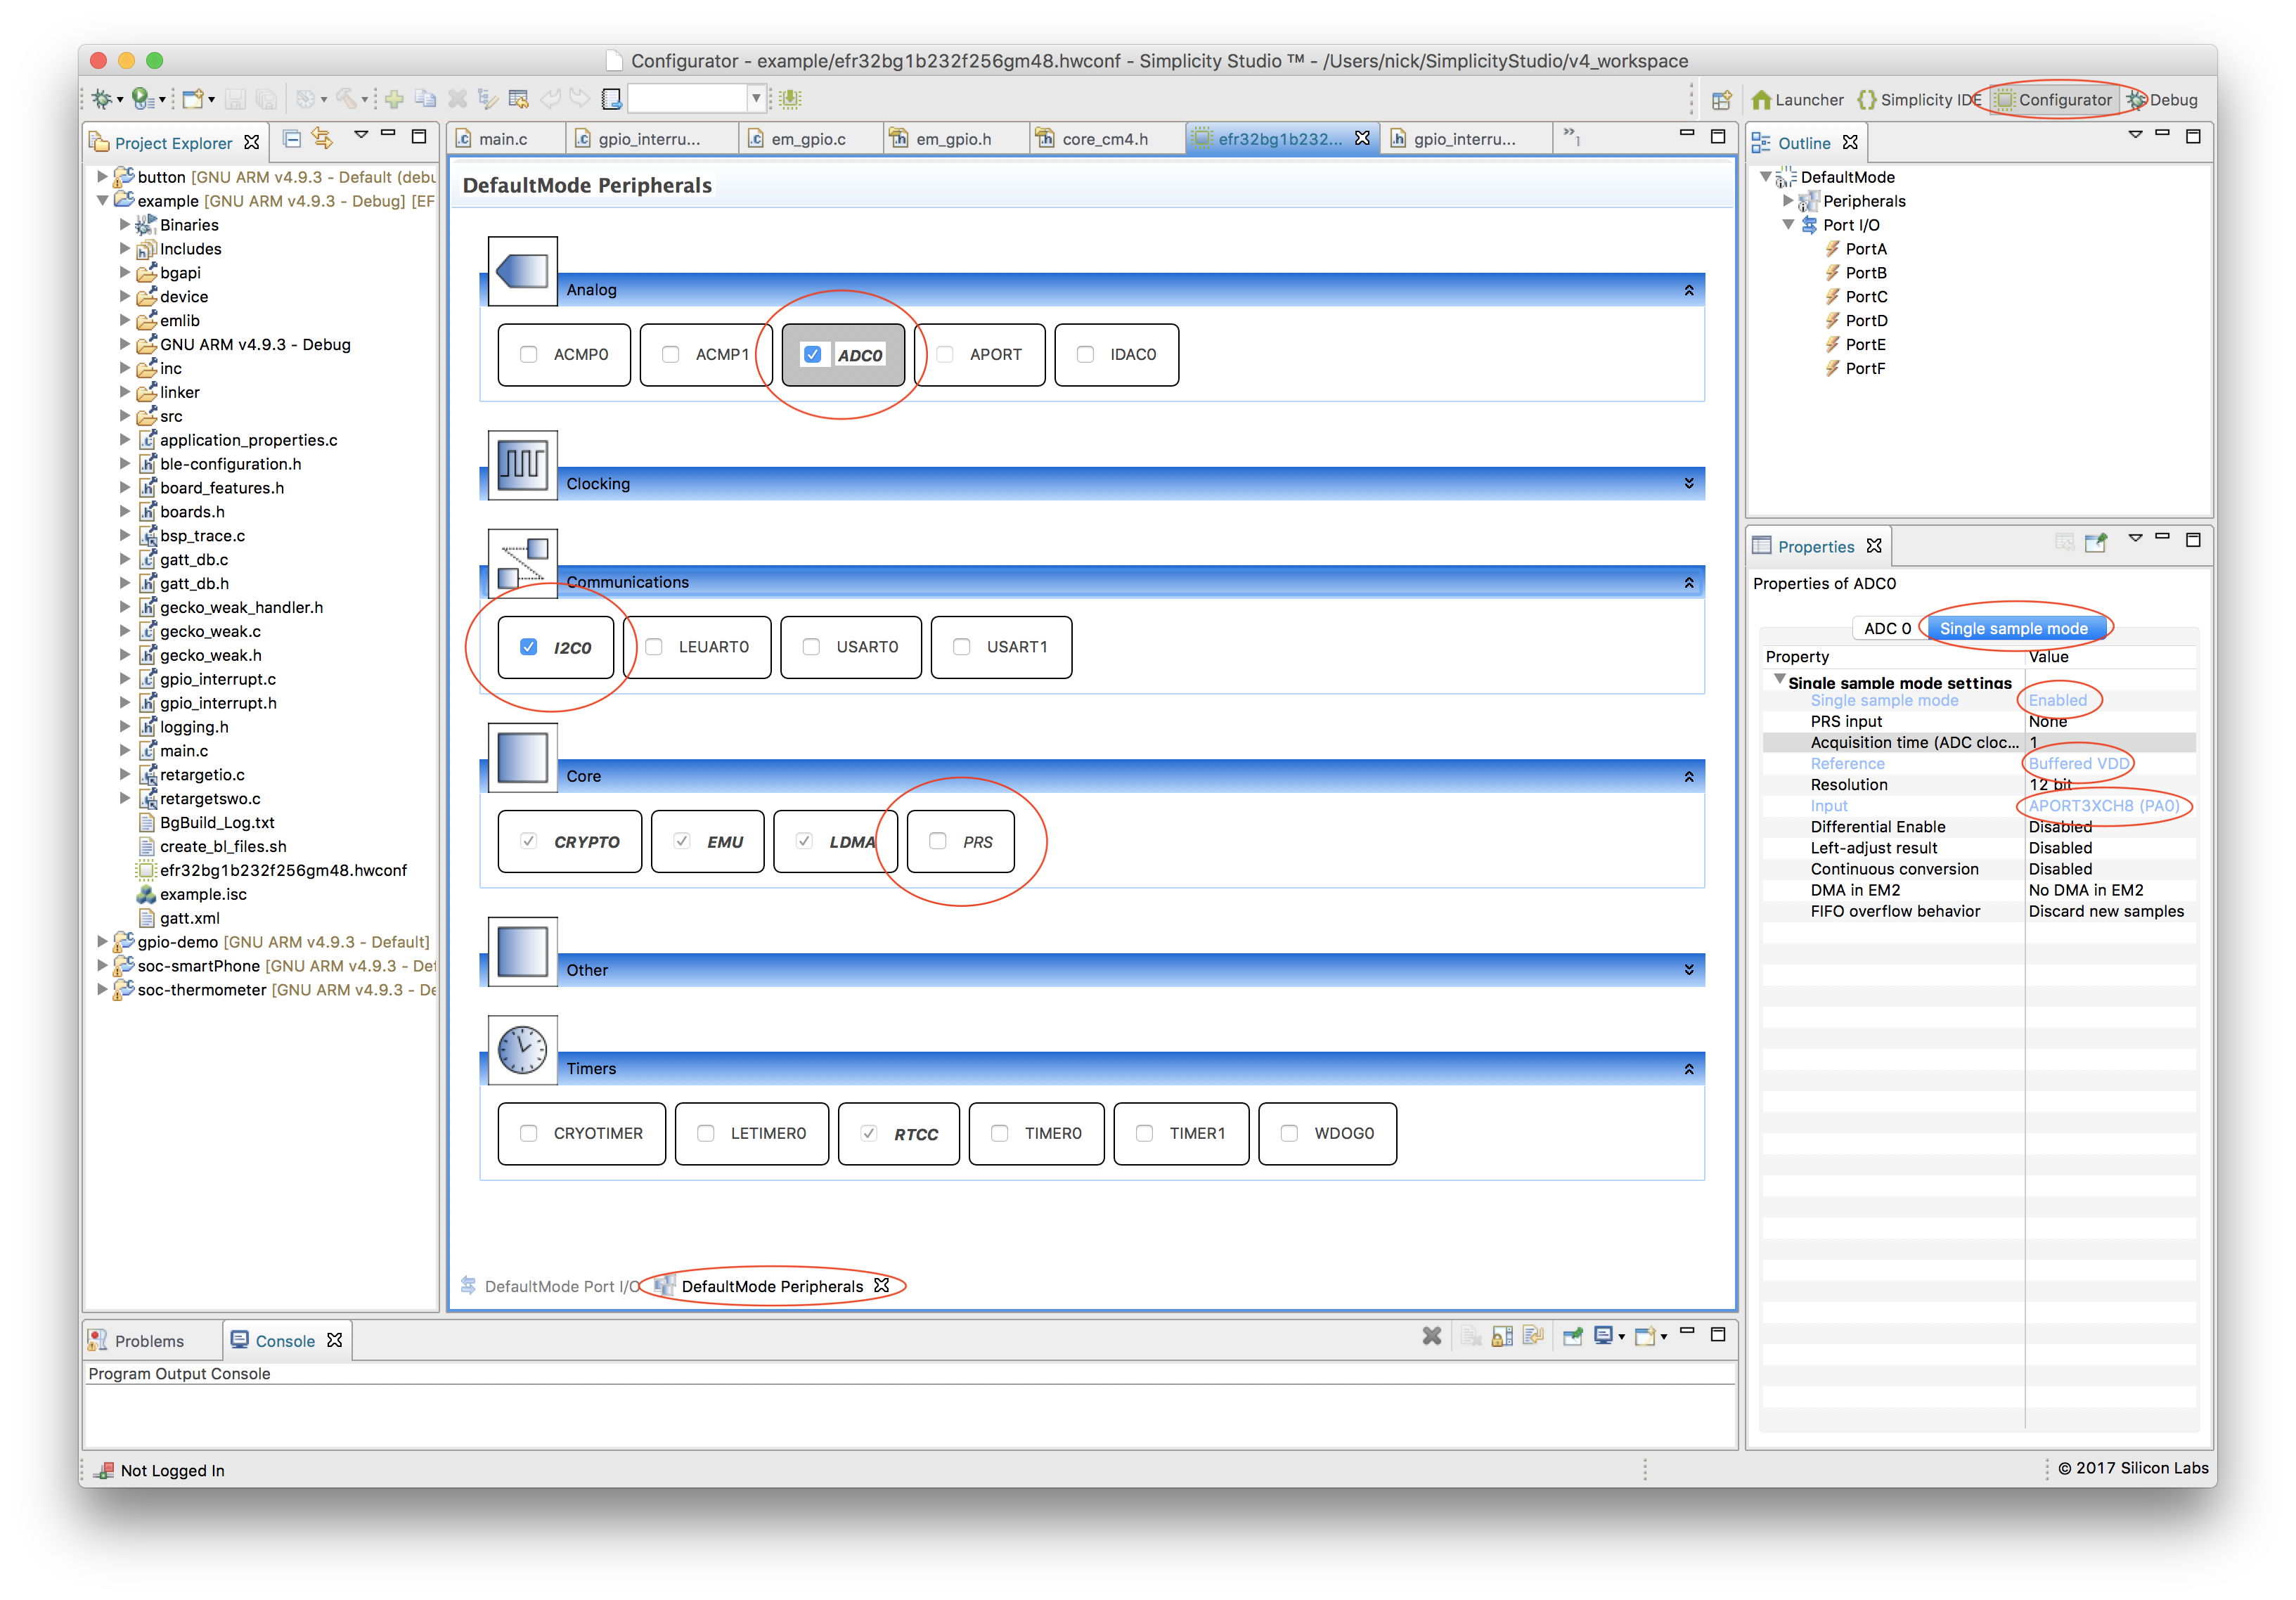 Configurator - example/efr32bg1b232f256gm48.hwconf - Simplicity Studio ™ - /Users/nick/SimplicityStudio/v4_workspace
Launcher
Simplicity IDE
Configurator
Debug
Project Explorer
button [GNU ARM v4.9.3 - Default (debu
example [GNU ARM v4.9.3 - Debug] [EF
Binaries
Includes
bgapi
device
emlib
GNU ARM v4.9.3 - Debug
inc
linker
src
application_properties.c
ble-configuration.h
board_features.h
boards.h
bsp_trace.c
gatt_db.c
gatt_db.h
gecko_weak_handler.h
gecko_weak.c
gecko_weak.h
gpio_interrupt.c
gpio_interrupt.h
logging.h
main.c
retargetio.c
retargetswo.c
BgBuild_Log.txt
create_bl_files.sh
efr32bg1b232f256gm48.hwconf
example.isc
gatt.xml
gpio-demo [GNU ARM v4.9.3 - Default]
soc-smartPhone [GNU ARM v4.9.3 - Def
soc-thermometer [GNU ARM v4.9.3 - De
main.c
gpio_interru...
em_gpio.c
em_gpio.h
core_cm4.h
efr32bg1b232...
gpio_interru...
»1
DefaultMode Peripherals
Analog
ACMP0
ACMP1
ADC0
APORT
IDAC0
Clocking
Communications
I2C0
LEUART0
USART0
USART1
Core
CRYPTO
EMU
LDMA
PRS
Other
Timers
CRYOTIMER
LETIMER0
RTCC
TIMER0
TIMER1
WDOG0
DefaultMode Port I/O
DefaultMode Peripherals
Outline
DefaultMode
Peripherals
Port I/O
PortA
PortB
PortC
PortD
PortE
PortF
Properties
Properties of ADC0
ADC 0
Single sample mode
Property Value
Single sample mode settings
Single sample mode Enabled
PRS input None
Acquisition time (ADC cloc... 1
Reference Buffered VDD
Resolution 12 bit
Input APORT3XCH8 (PA0)
Differential Enable Disabled
Left-adjust result Disabled
Continuous conversion Disabled
DMA in EM2 No DMA in EM2
FIFO overflow behavior Discard new samples
Problems
Console
Program Output Console
Not Logged In
© 2017 Silicon Labs